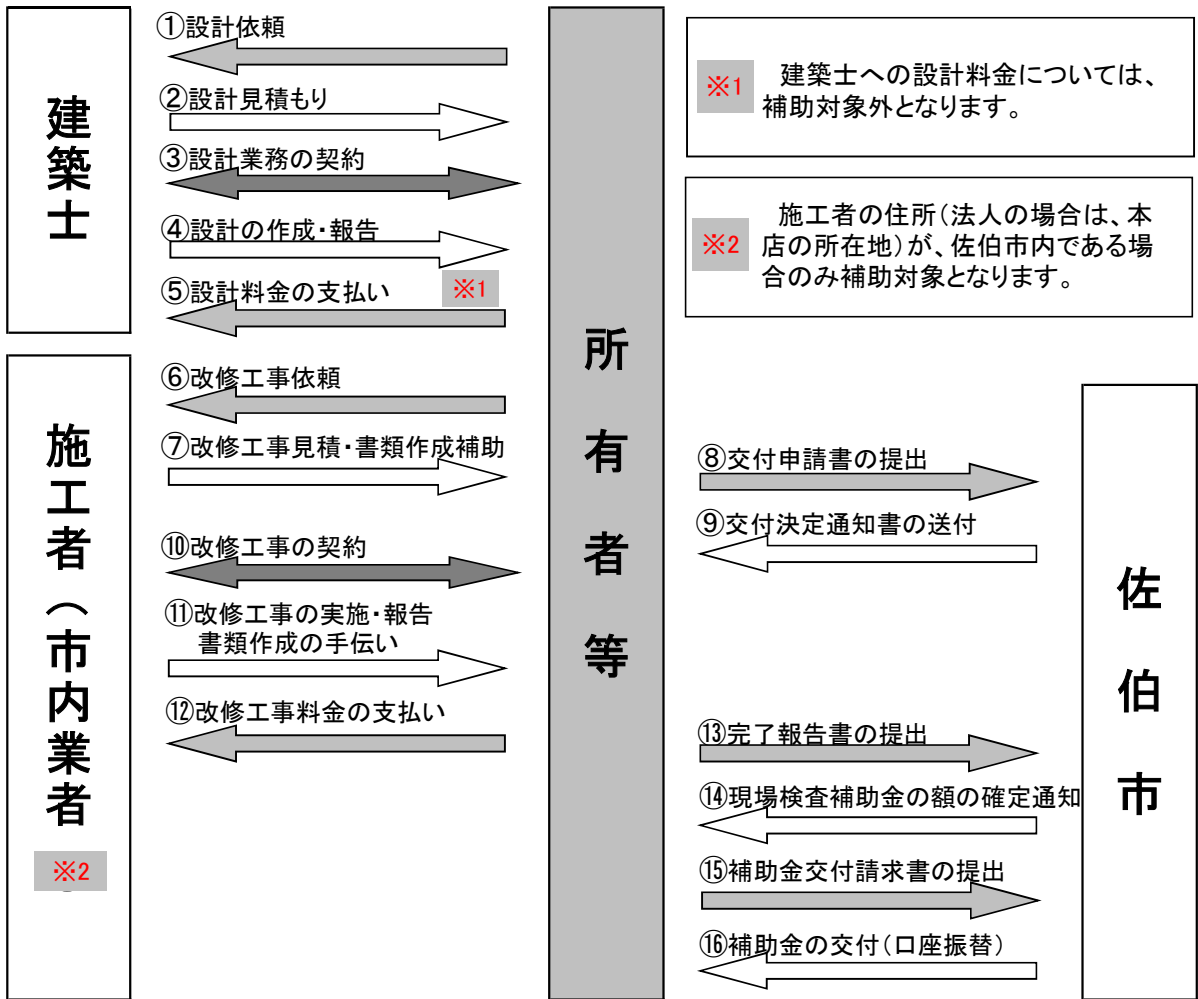 建築士
①設計依頼
②設計見積もり
③設計業務の契約
④設計の作成・報告
⑤設計料金の支払い
※1
施工者（市内業者）
※2
⑥改修工事依頼
⑦改修工事見積・書類作成補助
⑩改修工事の契約
⑪改修工事の実施・報告
書類作成の手伝い
⑫改修工事料金の支払い
所有者等
※1
建築士への設計料金については、
補助対象外となります。
※2
施工者の住所（法人の場合は、本
店の所在地）が、佐伯市内である場
合のみ補助対象となります。
⑧交付申請書の提出
⑨交付決定通知書の送付
⑬完了報告書の提出
⑭現場検査補助金の額の確定通知
⑮補助金交付請求書の提出
⑯補助金の交付（口座振替）
佐伯市